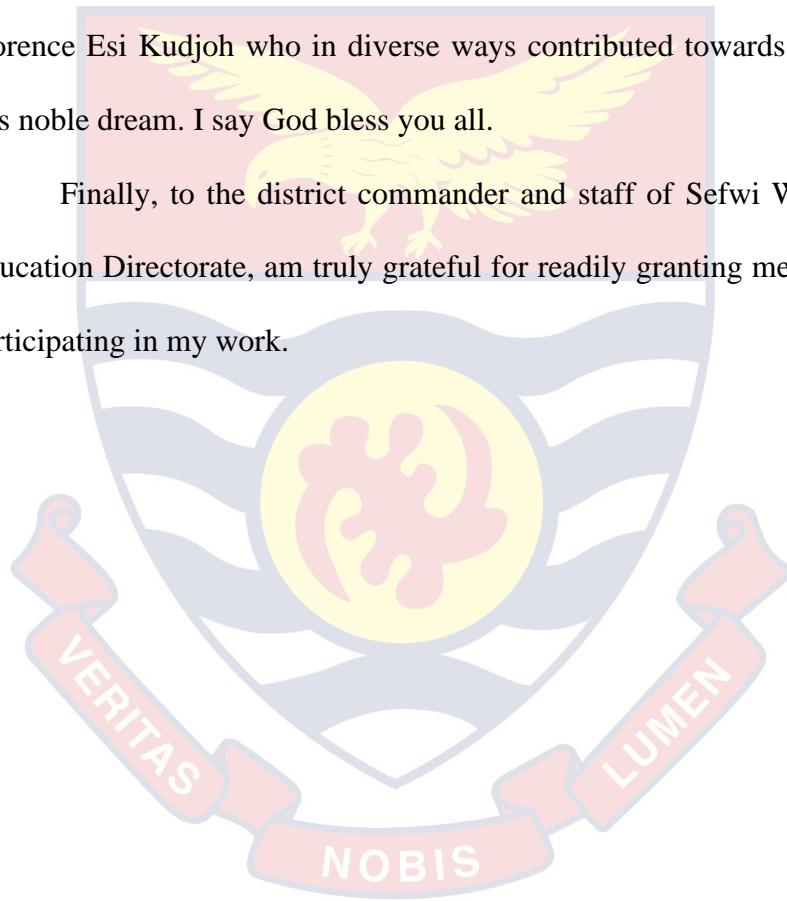 orence Esi Kudjoh who in diverse ways contributed towards
s noble dream. I say God bless you all.
Finally, to the district commander and staff of Sefwi W
ucation Directorate, am truly grateful for readily granting me
rticipating in my work.
VERITAS
NOBIS
LUMEN